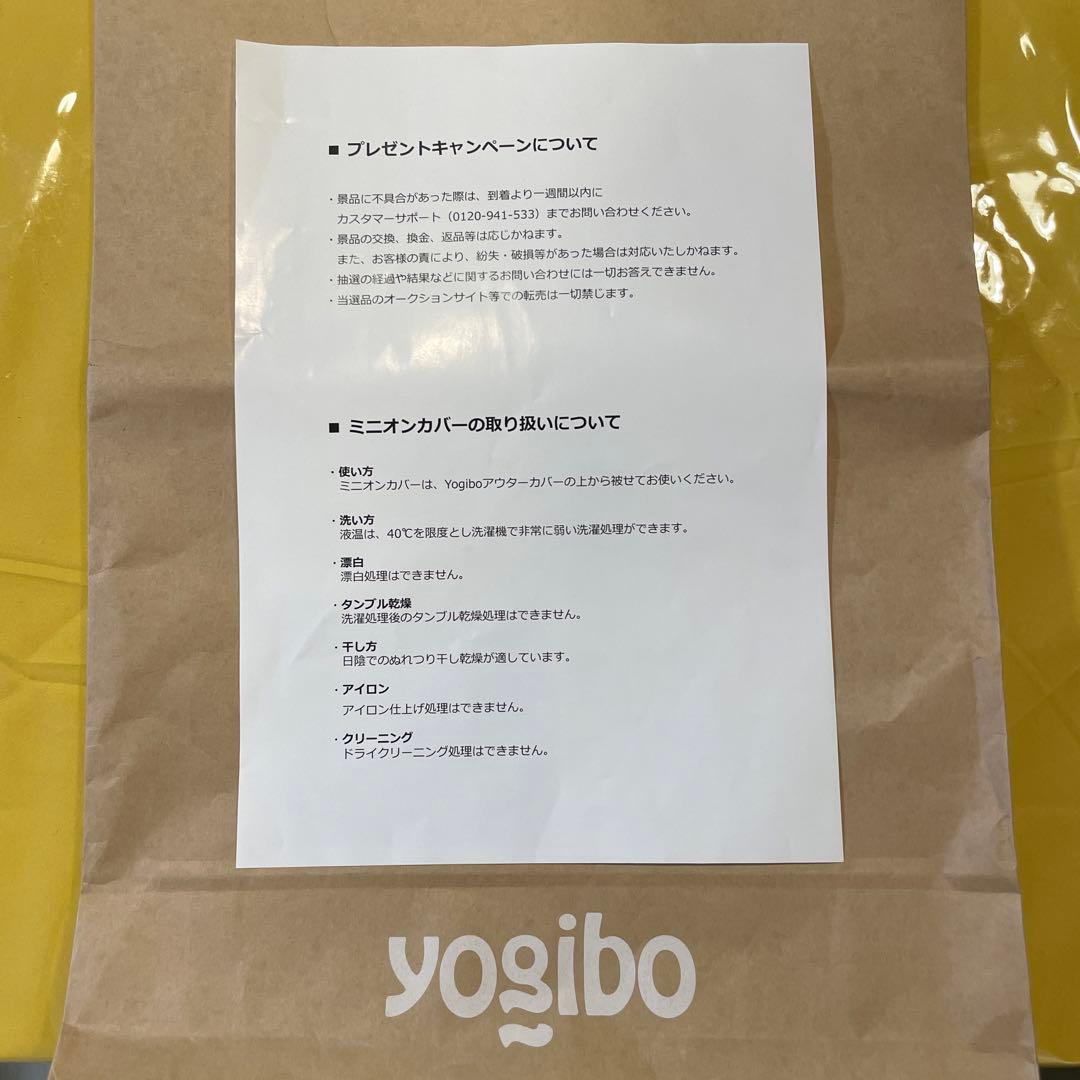 ■ プレゼントキャンペーンについて
・景品に不具合があった際は、到着より一週間以内に
カスタマーサポート（0120-941-533）までお問い合わせください。
・景品の交換、換金、返品等は応じかねます。
また、お客様の責により、紛失・破損等があった場合は対応いたしかねます。
・抽選の経過や結果などに関するお問い合わせには一切お答えできません。
・当選品のオークションサイト等での転売は一切禁じます。
■ ミニオンカバーの取り扱いについて
・使い方
ミニオンカバーは、Yogiboアウターカバーの上から被せてお使いください。
・洗い方
液温は、40℃を限度とし洗濯機で非常に弱い洗濯処理ができます。
・漂白
漂白処理はできません。
・タンブル乾燥
洗濯処理後のタンブル乾燥処理はできません。
・干し方
日陰でのぬれつり干し乾燥が適しています。
・アイロン
アイロン仕上げ処理はできません。
・クリーニング
ドライクリーニング処理はできません。
yogibo